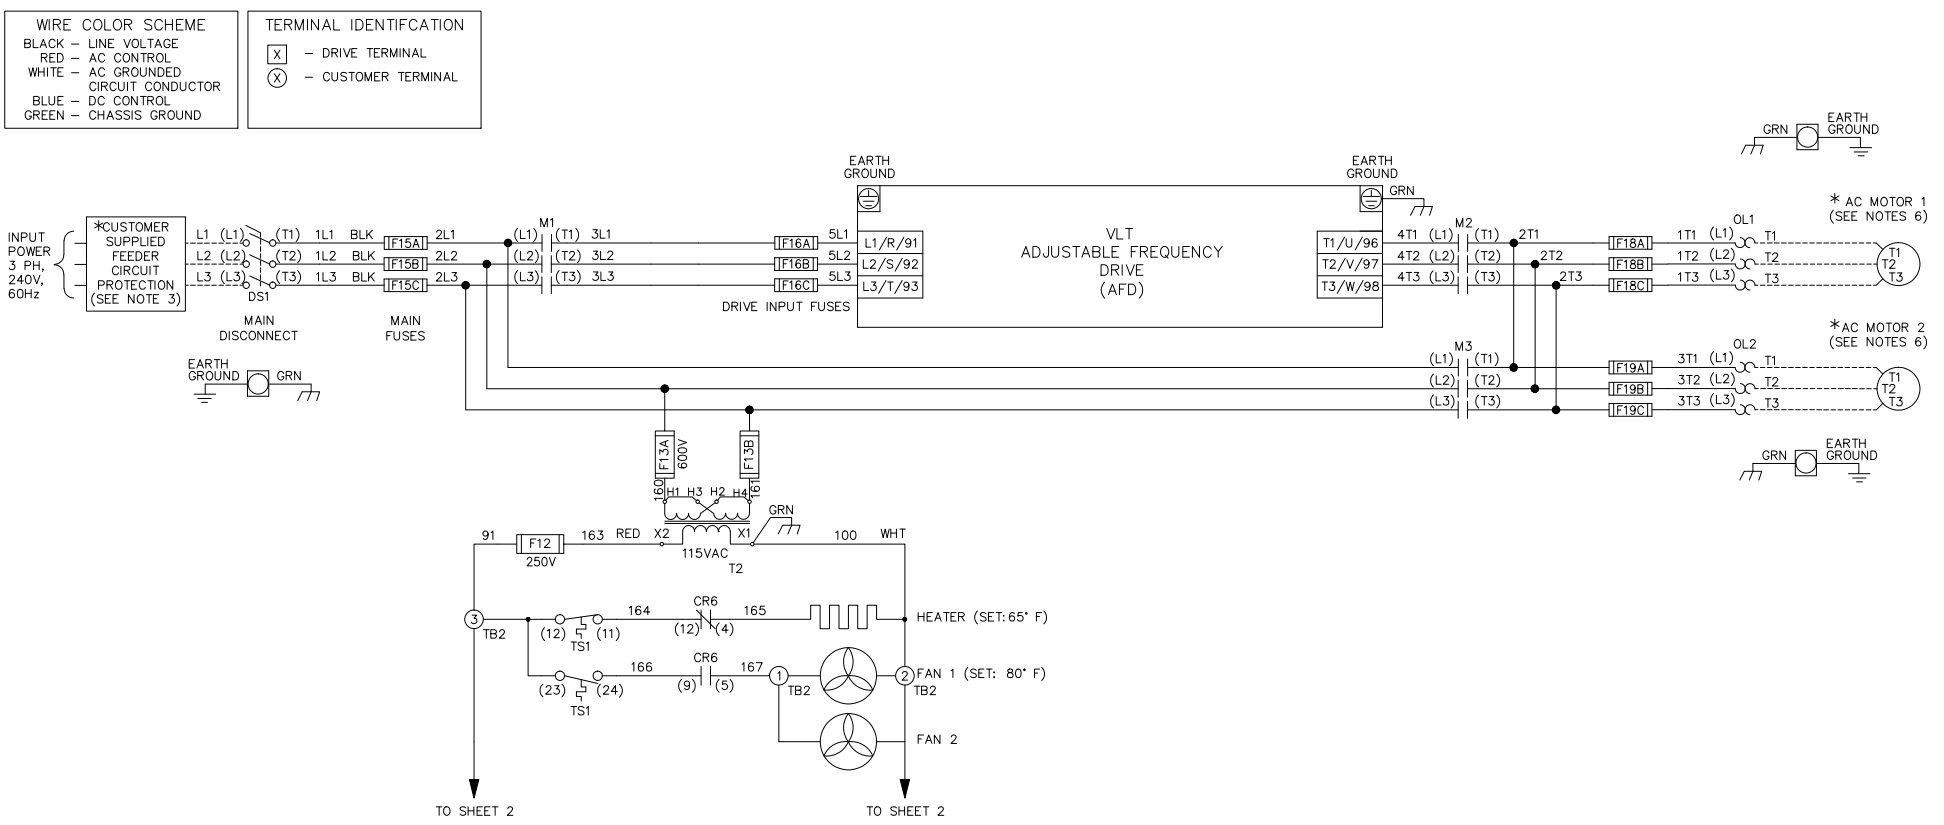 WIRE COLOR SCHEME
BLACK – LINE VOLTAGE
RED – AC CONTROL
WHITE – AC GROUNDED
CIRCUIT CONDUCTOR
BLUE – DC CONTROL
GREEN – CHASSIS GROUND
TERMINAL IDENTIFCATION
X – DRIVE TERMINAL
X – CUSTOMER TERMINAL
GRN
EARTH
GROUND
INPUT
POWER
3 PH,
240V,
60Hz
*CUSTOMER
SUPPLIED
FEEDER
CIRCUIT
PROTECTION
(SEE NOTE 3)
L1 (L1) (T1) 1L1 BLK F15A 2L1
L2 (L2) (T2) 1L2 BLK F15B 2L2
L3 (L3) (T3) 1L3 BLK F15C 2L3
DS1
MAIN
DISCONNECT
MAIN
FUSES
EARTH
GROUND
GRN
M1
(L1) (T1) 3L1 F16A 5L1
(L2) (T2) 3L2 F16B 5L2
(L3) (T3) 3L3 F16C 5L3
DRIVE INPUT FUSES
EARTH
GROUND
EARTH
GROUND
GRN
L1/R/91
L2/S/92
L3/T/93
VLT
ADJUSTABLE FREQUENCY
DRIVE
(AFD)
T1/U/96
T2/V/97
T3/W/98
M2
4T1 (L1) (T1) 2T1
4T2 (L2) (T2) 2T2
4T3 (L3) (T3) 2T3
OL1
F18A 1T1 (L1) T1
F18B 1T2 (L2) T2
F18C 1T3 (L3) T3
* AC MOTOR 1
(SEE NOTES 6)
T1
T2
T3
M3
(L1) (T1)
(L2) (T2)
(L3) (T3)
OL2
F19A 3T1 (L1) T1
F19B 3T2 (L2) T2
F19C 3T3 (L3) T3
* AC MOTOR 2
(SEE NOTES 6)
T1
T2
T3
GRN
EARTH
GROUND
F13A
600V
F13B
160
161
H1 H3 H2 H4
GRN
91 F12 163 RED X2 X1 100 WHT
250V
115VAC
T2
3
TB2
(12) (11)
TS1
164
CR6
(12) (4)
165
HEATER (SET:65° F)
(23) (24)
TS1
166
CR6
(9) (5)
167
1
TB2
2
TB2
FAN 1 (SET: 80° F)
FAN 2
TO SHEET 2
TO SHEET 2